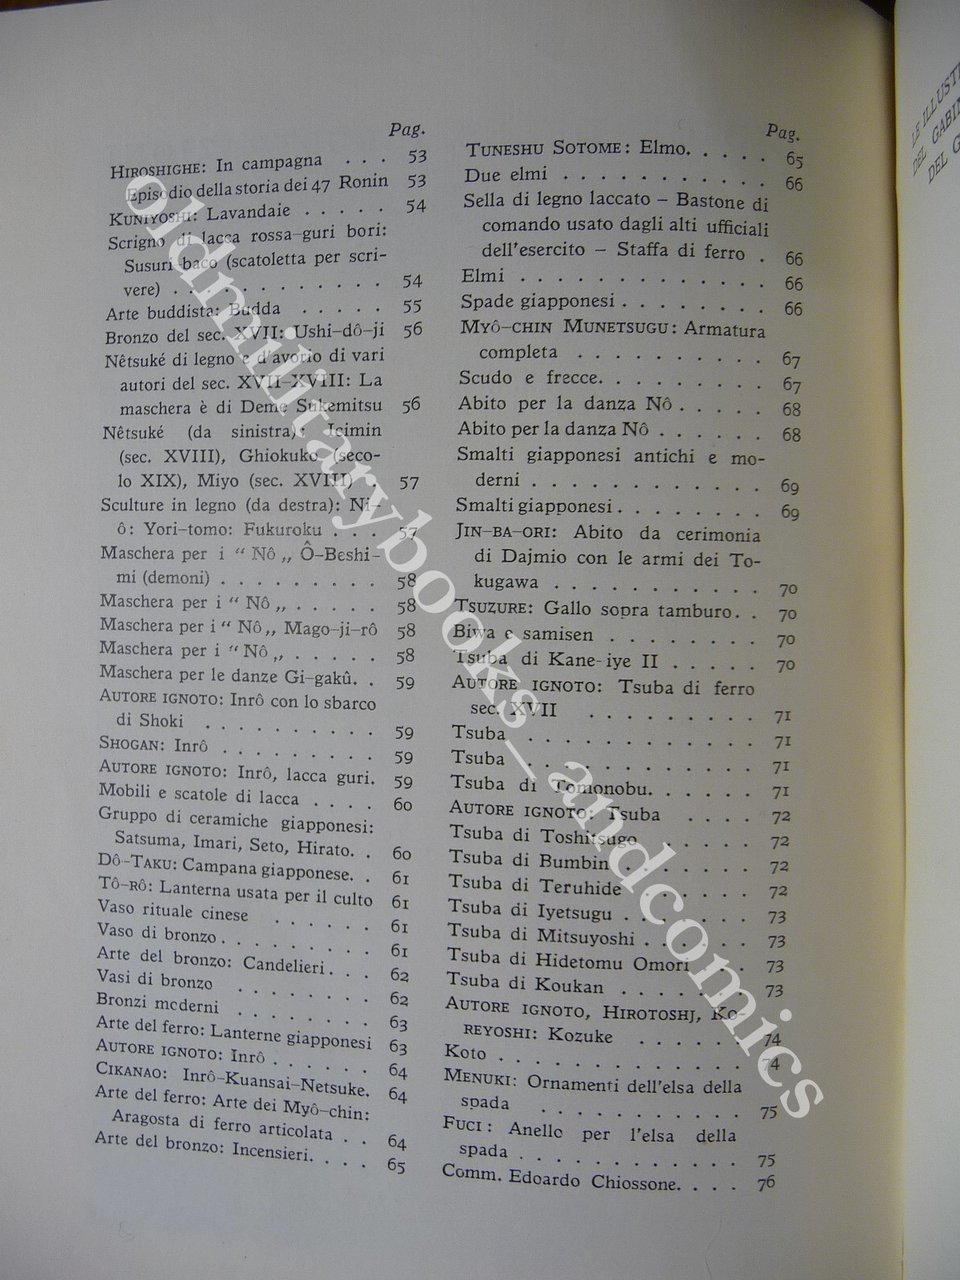 Pag.
HIROSHIGHE: In campagna . . . 53
Episodio della storia dei 47 Ronin 53
KUNIYOSHI: Lavandaie . . . . . 54
Scrigno di lacca rossa-guri bori:
Susuri-baco (scatoletta per scri-
vere) . . . . . . . . . . . 54
Arte buddista: Budda . . . . . 55
Bronzo del sec. XVII: Ushi-dô-ji 56
Nêtsuké di legno e d'avorio di vari
autori del sec. XVII-XVIII: La
maschera è di Deme Sukemitsu 56
Nêtsuké (da sinistra): Icimin
(sec. XVIII), Ghiokuko (seco-
lo XIX), Miyo (sec. XVIII) . 57
Sculture in legno (da destra): Ni-
ô: Yori-tomo: Fukuroku . . . 57
Maschera per i “ Nô „ Ô-Beshi-
mi (demoni) . . . . . . . . . 58
Maschera per i “ Nô „ . . . . . 58
Maschera per i “ Nô „ Mago-ji-rô 58
Maschera per i “ Nô „ . . . . . 58
Maschera per le danze Gi-gakû. . 59
AUTORE IGNOTO: Inrô con lo sbarco
di Shoki . . . . . . . . . . 59
SHOGAN: Inrô . . . . . . . . . 59
AUTORE IGNOTO: Inrô, lacca guri. 59
Mobili e scatole di lacca . . . . 60
Gruppo di ceramiche giapponesi:
Satsuma, Imari, Seto, Hirato. . 60
DÔ-TAKU: Campana giapponese. . 61
TÔ-RÔ: Lanterna usata per il culto 61
Vaso rituale cinese . . . . . . 61
Vaso di bronzo . . . . . . . . 61
Arte del bronzo: Candelieri . . . 62
Vasi di bronzo . . . . . . . . 62
Bronzi moderni . . . . . . . . 63
Arte del ferro: Lanterne giapponesi 63
AUTORE IGNOTO: Inrô . . . . . . 64
CIKANAO: Inrô-Kuansai-Netsuke. 64
Arte del ferro: Arte dei Myô-chin:
Aragosta di ferro articolata . . 64
Arte del bronzo: Incensieri. . . . 65
Pag.
TUNESHU SOTOME: Elmo. . . . . 65
Due elmi . . . . . . . . . . . 66
Sella di legno laccato – Bastone di
comando usato dagli alti ufficiali
dell'esercito – Staffa di ferro . 66
Elmi . . . . . . . . . . . . . 66
Spade giapponesi . . . . . . . . 66
MYÔ-CHIN MUNETSUGU: Armatura
completa . . . . . . . . . . 67
Scudo e frecce. . . . . . . . . 67
Abito per la danza Nô . . . . . 68
Abito per la danza Nô . . . . . . 68
Smalti giapponesi antichi e mo-
derni . . . . . . . . . . . . 69
Smalti giapponesi . . . . . . . . 69
JIN-BA-ORI: Abito da cerimonia
di Dajmio con le armi dei To-
kugawa . . . . . . . . . . . 70
TSUZURE: Gallo sopra tamburo. . 70
Biwa e samisen . . . . . . . . 70
Tsuba di Kane-iye II . . . . . 70
AUTORE IGNOTO: Tsuba di ferro
sec. XVII . . . . . . . . . 71
Tsuba . . . . . . . . . . . . 71
Tsuba . . . . . . . . . . . . 71
Tsuba di Tomonobu. . . . . . . 71
AUTORE IGNOTO: Tsuba . . . . 72
Tsuba di Toshitsugo . . . . . 72
Tsuba di Bumbin . . . . . . . 72
Tsuba di Teruhide . . . . . . 72
Tsuba di Iyetsugu . . . . . . . 73
Tsuba di Mitsuyoshi . . . . . . 73
Tsuba di Hidetomu Omori . . 73
Tsuba di Koukan . . . . . . . 73
AUTORE IGNOTO, HIROTOSHJ, KO-
REYOSHI: Kozuke . . . . . . 74
Koto . . . . . . . . . . . . . 74
MENUKI: Ornamenti dell'elsa della
spada . . . . . . . . . . . 75
FUCI: Anello per l'elsa della
spada . . . . . . . . . . . . 75
Comm. Edoardo Chiossone. . . . 76
LE ILLUST
DEL GABIN
DEL G
oldmilitarybooks_andcomics